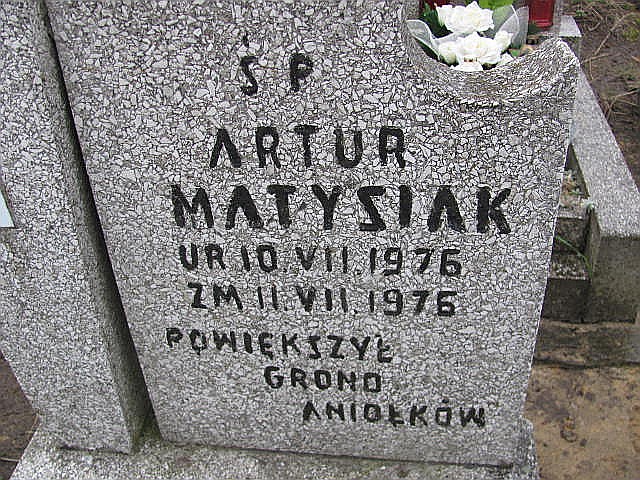 ŚP
ARTUR
MATYSIAK
UR 10.VII.1976
ZM 11.VII.1976
POWIĘKSZYŁ
GRONO
ANIOŁKÓW